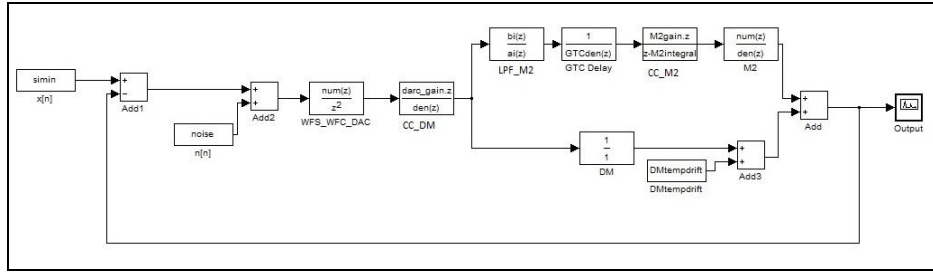 simin
x[n]
+
−
Add1
noise
n[n]
+
+
Add2
num(z)
z2
WFS_WFC_DAC
darc_gain.z
den(z)
CC_DM
bi(z)
ai(z)
LPF_M2
1
GTCden(z)
GTC Delay
M2gain.z
z-M2integral
CC_M2
num(z)
den(z)
M2
1
1
DM
DMtempdrift
DMtempdrift
+
+
Add3
+
+
Add
Output